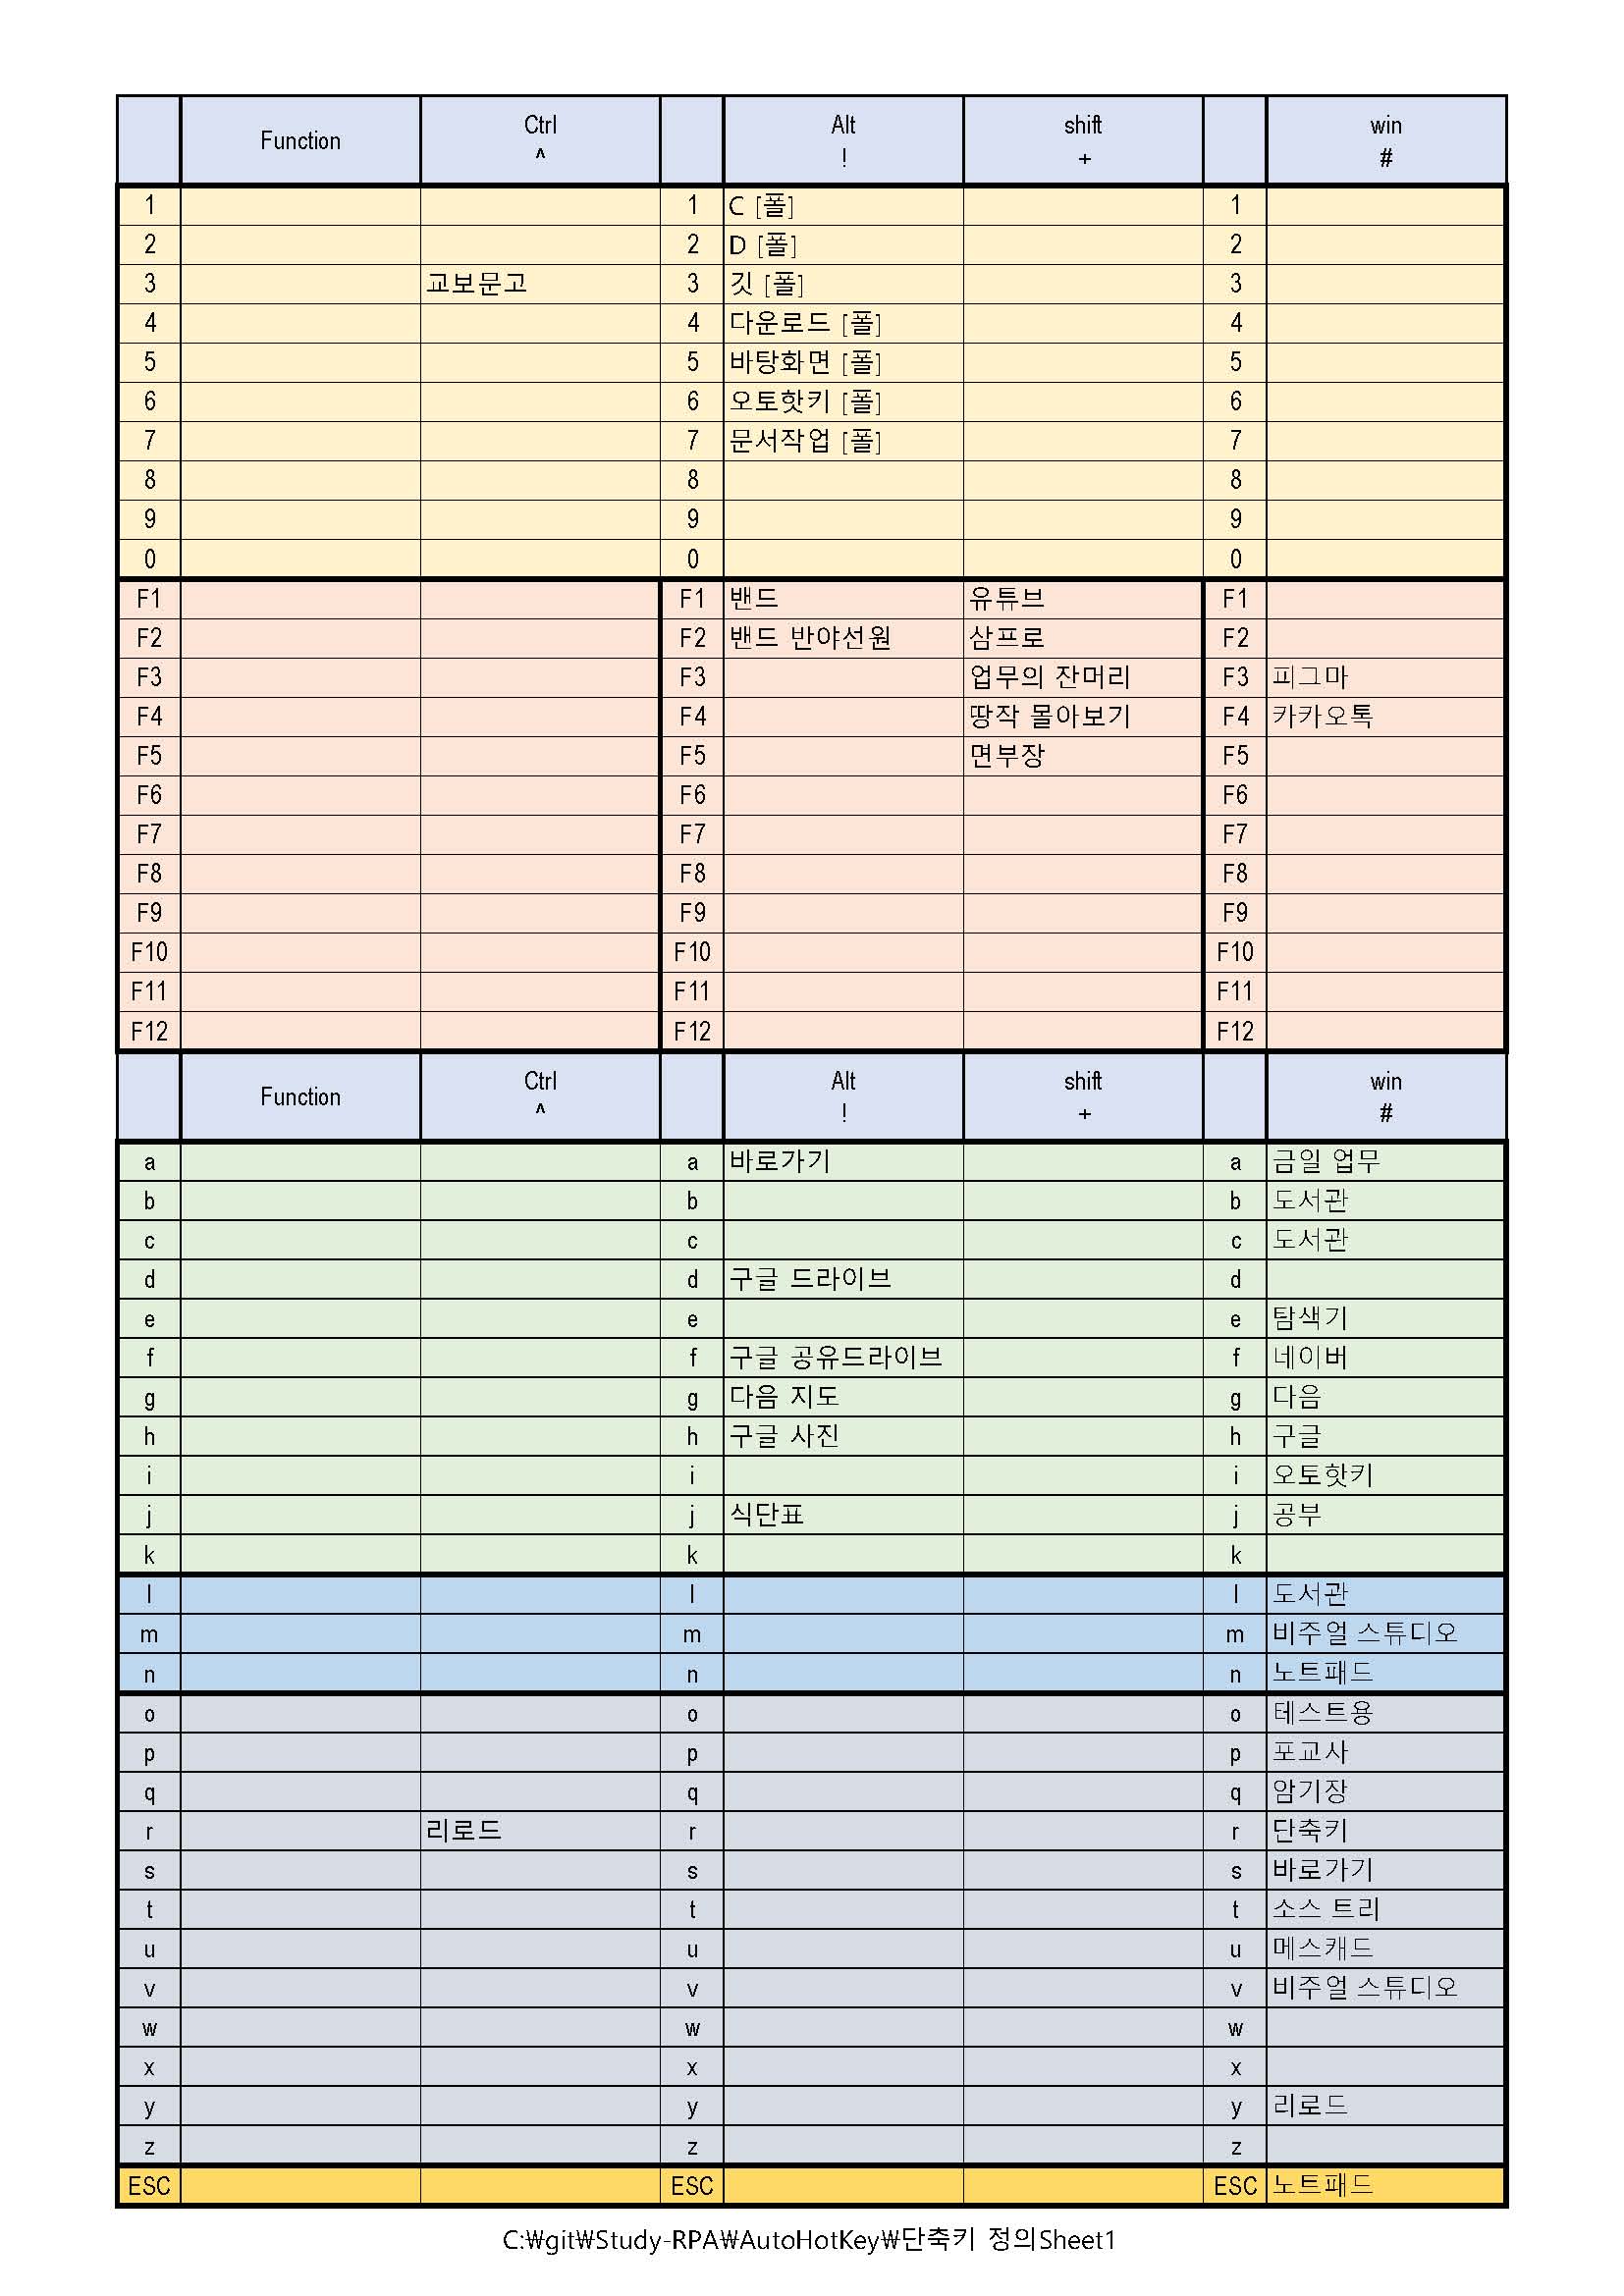 Function Ctrl ^ Alt ! shift + win #
1 1 C [폴] 1
2 2 D [폴] 2
3 교보문고 3 깃 [폴] 3
4 4 다운로드 [폴] 4
5 5 바탕화면 [폴] 5
6 6 오토핫키 [폴] 6
7 7 문서작업 [폴] 7
8 8 8
9 9 9
0 0 0
F1 F1 밴드 유튜브 F1
F2 F2 밴드 반야선원 삼프로 F2
F3 F3 업무의 잔머리 F3 피그마
F4 F4 땅작 몰아보기 F4 카카오톡
F5 F5 면부장 F5
F6 F6 F6
F7 F7 F7
F8 F8 F8
F9 F9 F9
F10 F10 F10
F11 F11 F11
F12 F12 F12
Function Ctrl ^ Alt ! shift + win #
a a 바로가기 a 금일 업무
b b b 도서관
c c c 도서관
d d 구글 드라이브 d
e e e 탐색기
f f 구글 공유드라이브 f 네이버
g g 다음 지도 g 다음
h h 구글 사진 h 구글
i i i 오토핫키
j j 식단표 j 공부
k k k
l l l 도서관
m m m 비주얼 스튜디오
n n n 노트패드
o o o 테스트용
p p p 포교사
q q q 암기장
r 리로드 r r 단축키
s s s 바로가기
t t t 소스 트리
u u u 메스캐드
v v v 비주얼 스튜디오
w w w
x x x
y y y 리로드
z z z
ESC ESC ESC 노트패드
C:₩git₩Study-RPA₩AutoHotKey₩단축키 정의Sheet1